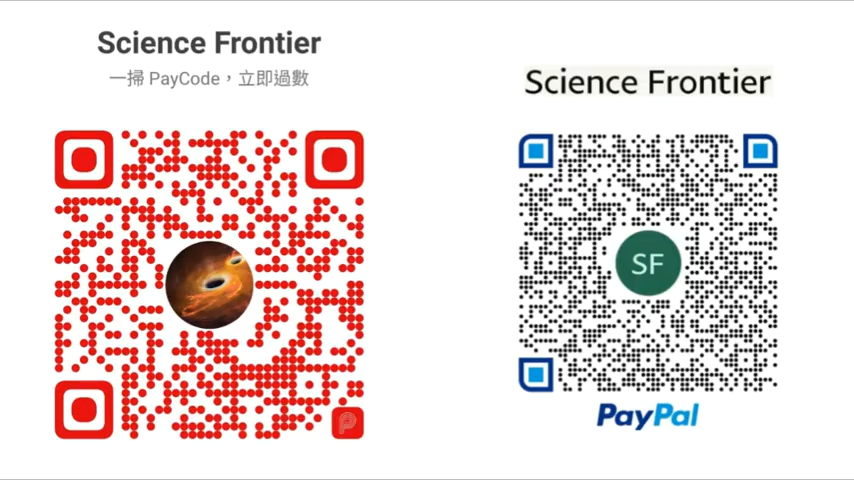 Science Frontier
一掃 PayCode，立即過數
Science Frontier
SF
PayPal